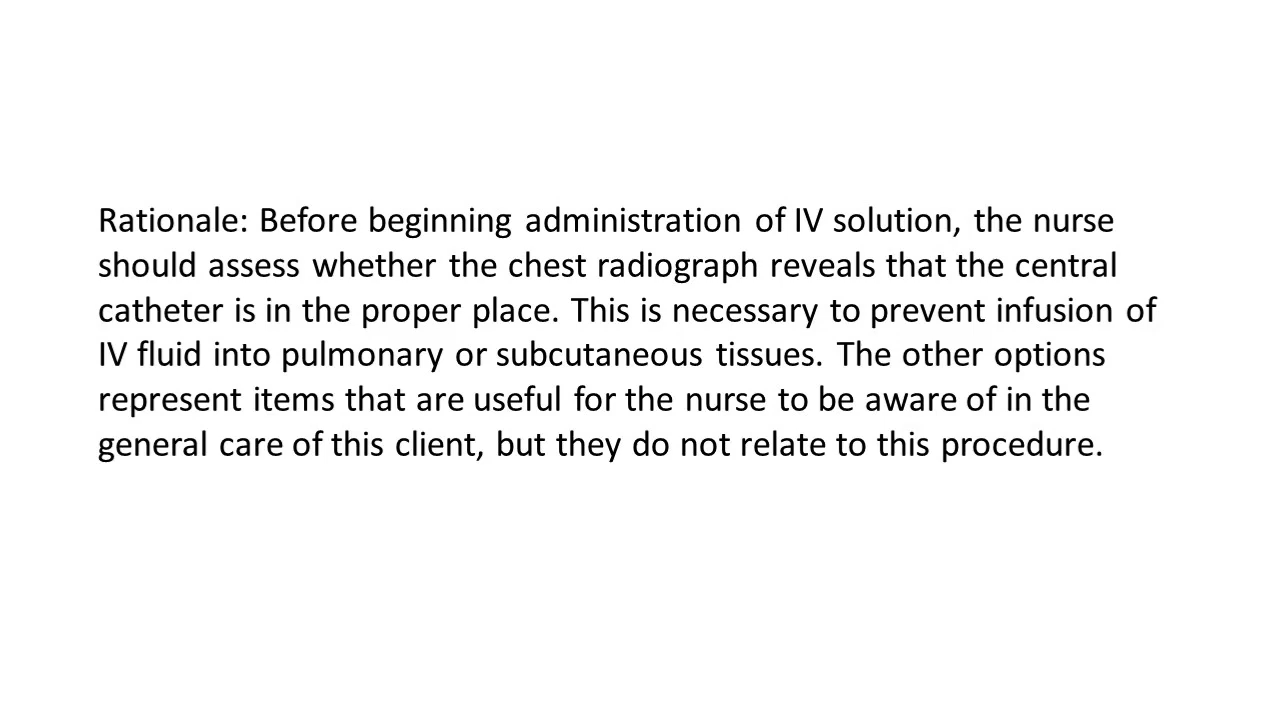 Rationale: Before beginning administration of IV solution, the nurse
should assess whether the chest radiograph reveals that the central
catheter is in the proper place. This is necessary to prevent infusion of
IV fluid into pulmonary or subcutaneous tissues. The other options
represent items that are useful for the nurse to be aware of in the
general care of this client, but they do not relate to this procedure.